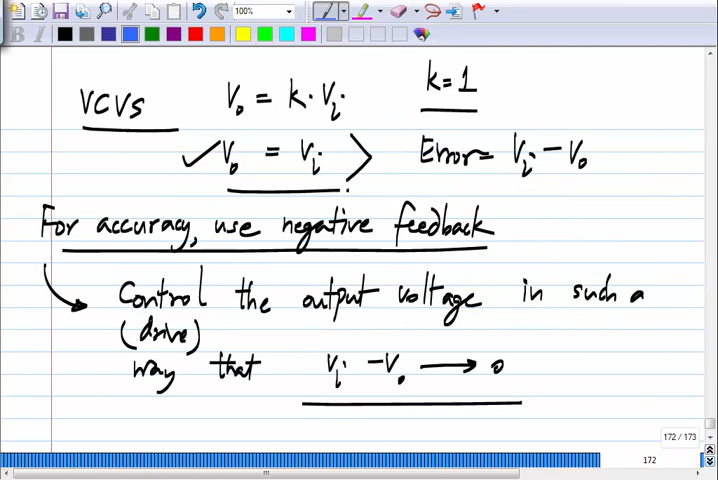 100%
B I
VCVS V₀ = k·Vᵢ k=1
V₀ = Vᵢ Error = Vᵢ - V₀
For accuracy, use negative feedback
Control the output voltage in such a
(drive)
way that Vᵢ - V₀ → 0
172 / 173
172